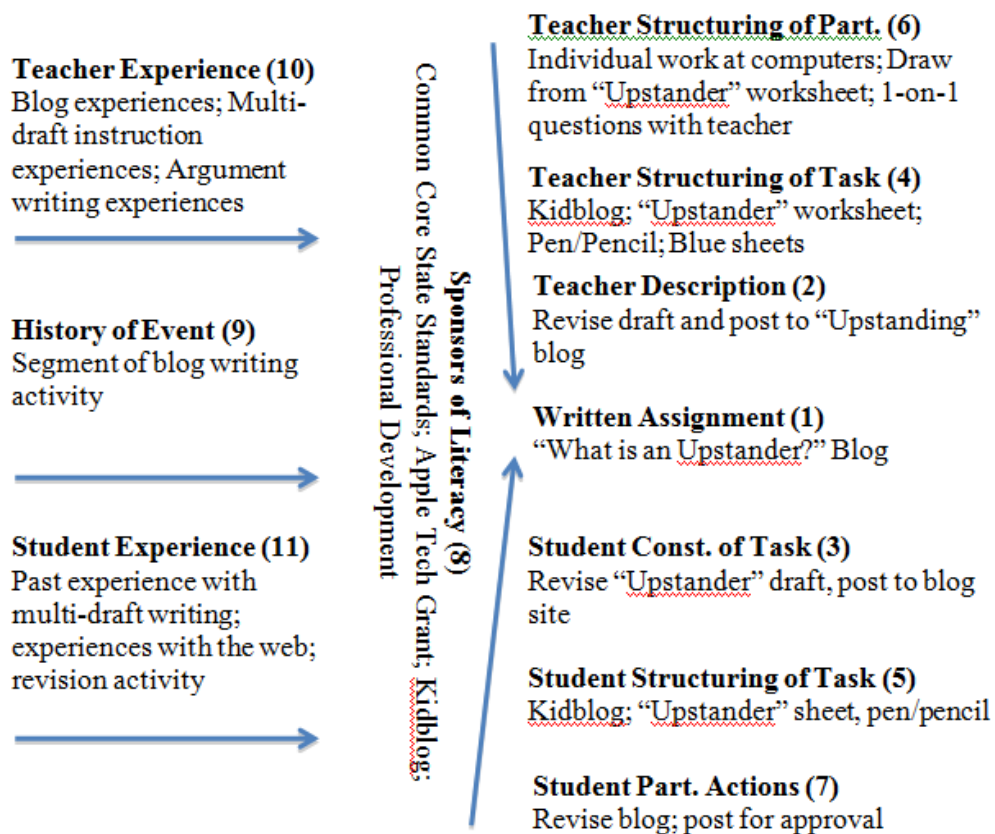 Teacher Experience (10)
Blog experiences; Multi-
draft instruction
experiences; Argument
writing experiences
History of Event (9)
Segment of blog writing
activity
Student Experience (11)
Past experience with
multi-draft writing;
experiences with the web;
revision activity
Sponsors of Literacy (8)
Common Core State Standards; Apple Tech Grant; Kidblog;
Professional Development
Teacher Structuring of Part. (6)
Individual work at computers; Draw
from “Upstander” worksheet; 1-on-1
questions with teacher
Teacher Structuring of Task (4)
Kidblog; “Upstander” worksheet;
Pen/Pencil; Blue sheets
Teacher Description (2)
Revise draft and post to “Upstanding”
blog
Written Assignment (1)
“What is an Upstander?” Blog
Student Const. of Task (3)
Revise “Upstander” draft, post to blog
site
Student Structuring of Task (5)
Kidblog; “Upstander” sheet, pen/pencil
Student Part. Actions (7)
Revise blog; post for approval